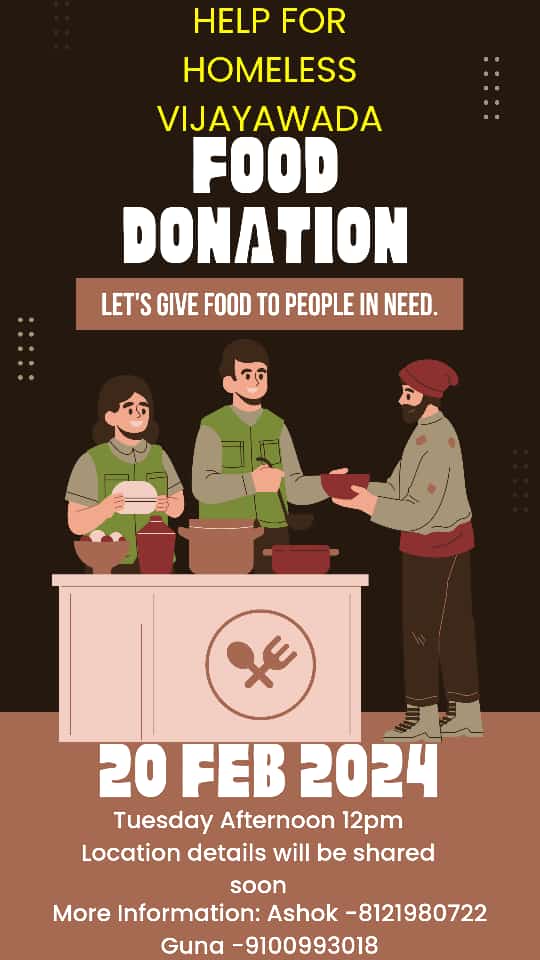 HELP FOR
HOMELESS
VIJAYAWADA
FOOD
DONATION
LET'S GIVE FOOD TO PEOPLE IN NEED.
20 FEB 2024
Tuesday Afternoon 12pm
Location details will be shared
soon
More Information: Ashok -8121980722
Guna -9100993018